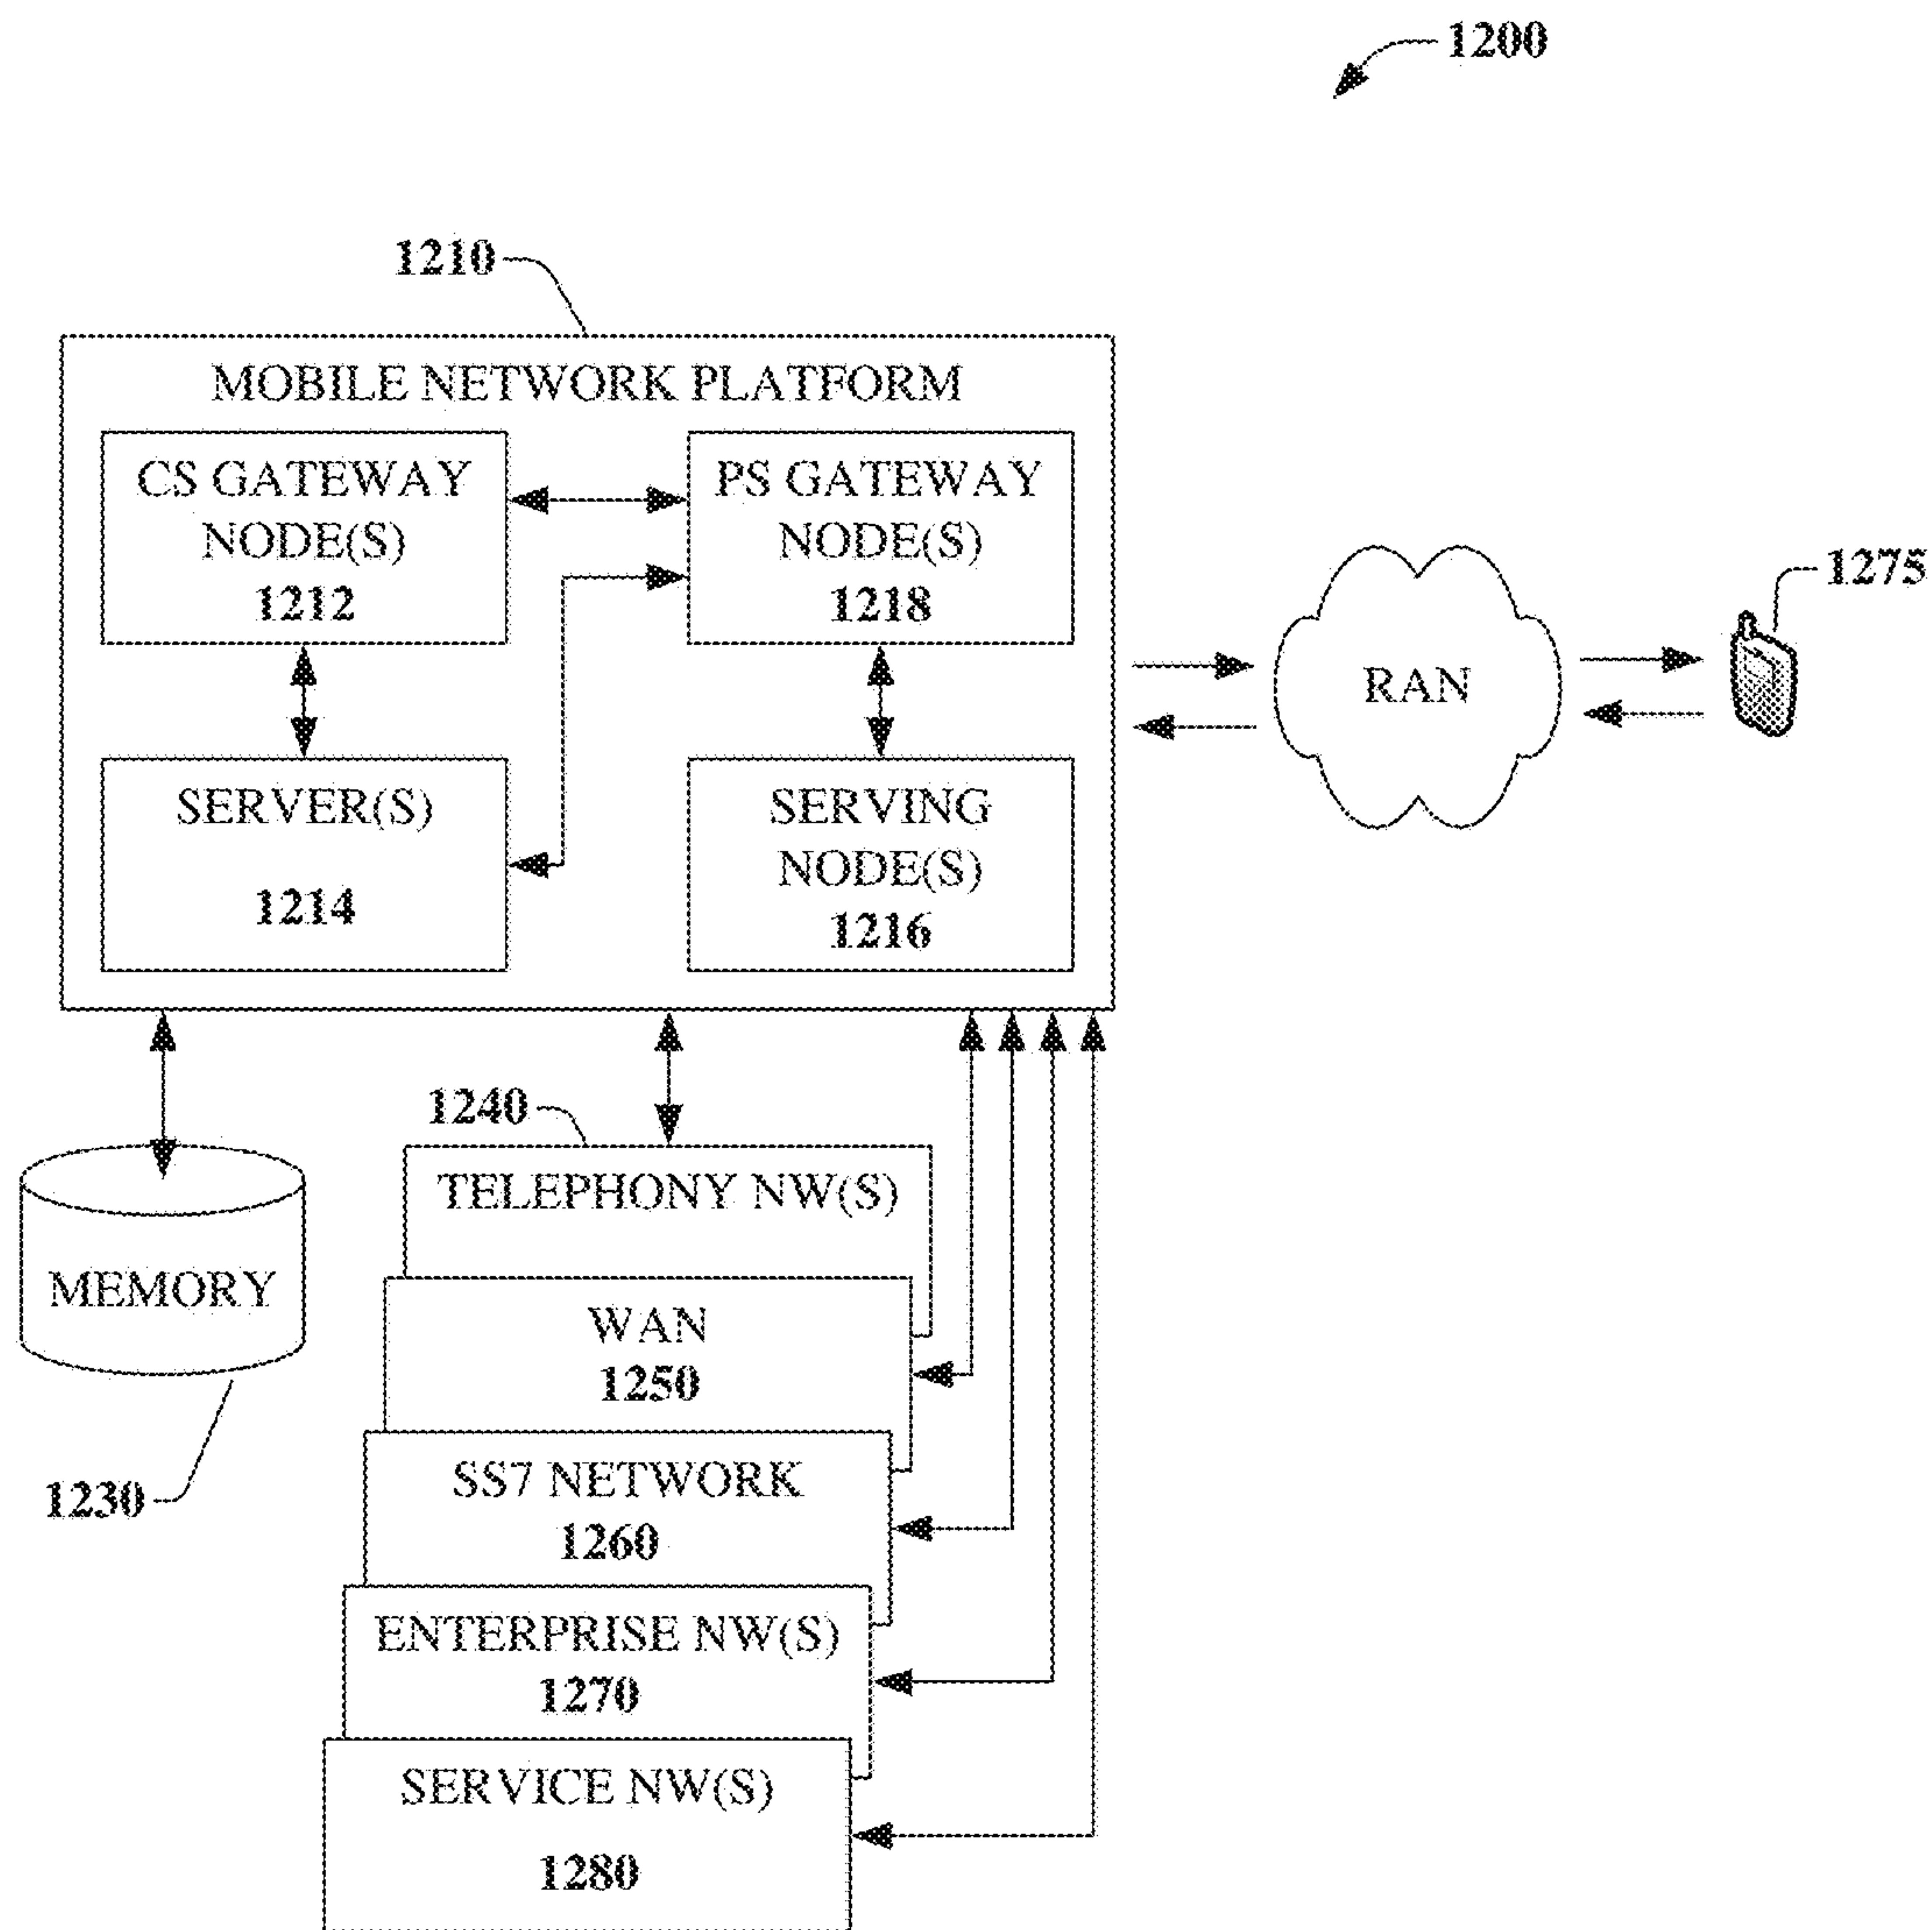 1200
1210
MOBILE NETWORK PLATFORM
CS GATEWAY
NODE(S)
1212
PS GATEWAY
NODE(S)
1218
SERVER(S)
1214
SERVING
NODE(S)
1216
RAN
1275
1240
TELEPHONY NW(S)
MEMORY
1230
WAN
1250
SS7 NETWORK
1260
ENTERPRISE NW(S)
1270
SERVICE NW(S)
1280